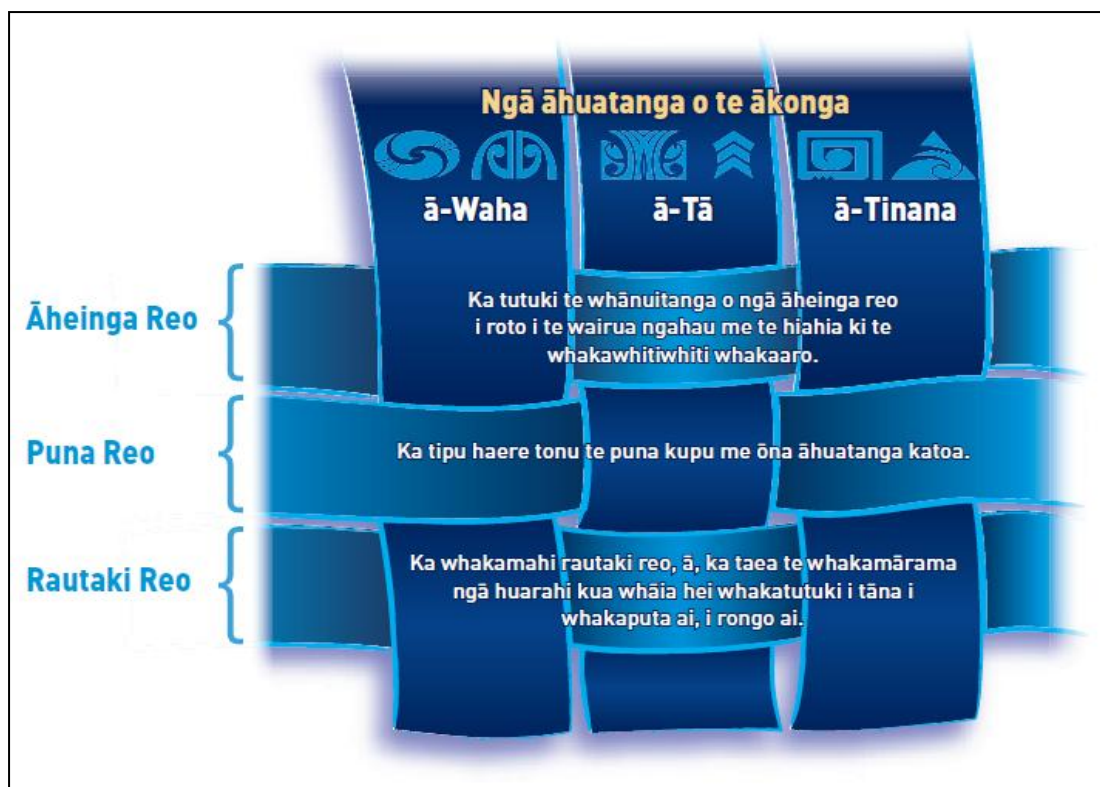 Ngā āhuatanga o te ākonga
ā-Waha
ā-Tā
ā-Tinana
Āheinga Reo
Ka tutuki te whānuitanga o ngā āheinga reo
i roto i te wairua ngahau me te hiahia ki te
whakawhitiwhiti whakaaro.
Puna Reo
Ka tipu haere tonu te puna kupu me ōna āhuatanga katoa.
Rautaki Reo
Ka whakamahi rautaki reo, ā, ka taea te whakamārama
ngā huarahi kua whāia hei whakatutuki i tāna i
whakaputa ai, i rongo ai.